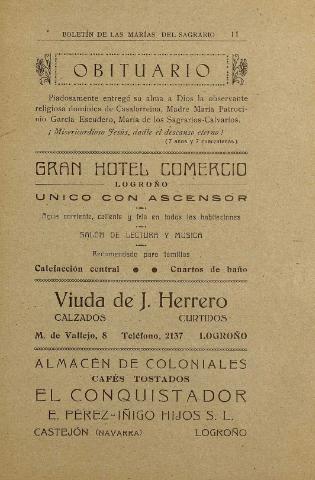 BOLETÍN DE LAS MARÍAS DEL SAGRARIO 11
OBITUARIO
Piadosamente entregó su alma a Dios la observante
religiosa dominica de Casalarreina, Madre María Patroci-
nio García Escudero, María de los Sagrarios-Calvarios.
¡Misericordioso Jesús, dadle el descanso eterno!
(7 años y 7 cuarentenas.)
GRAN HOTEL COMERCIO
LOGROÑO
UNICO CON ASCENSOR
Agua corriente, caliente y fría en todas las habitaciones
SALÓN DE LECTURA Y MÚSICA
Recomendado para familias
Calefacción central ● ● Cuartos de baño
Viuda de J. Herrero
CALZADOS CURTIDOS
M. de Vallejo, 8 Teléfono, 2137 LOGROÑO
ALMACÉN DE COLONIALES
CAFÉS TOSTADOS
EL CONQUISTADOR
E. PÉREZ-IÑIGO HIJOS S. L.
CASTEJÓN (NAVARRA) LOGROÑO